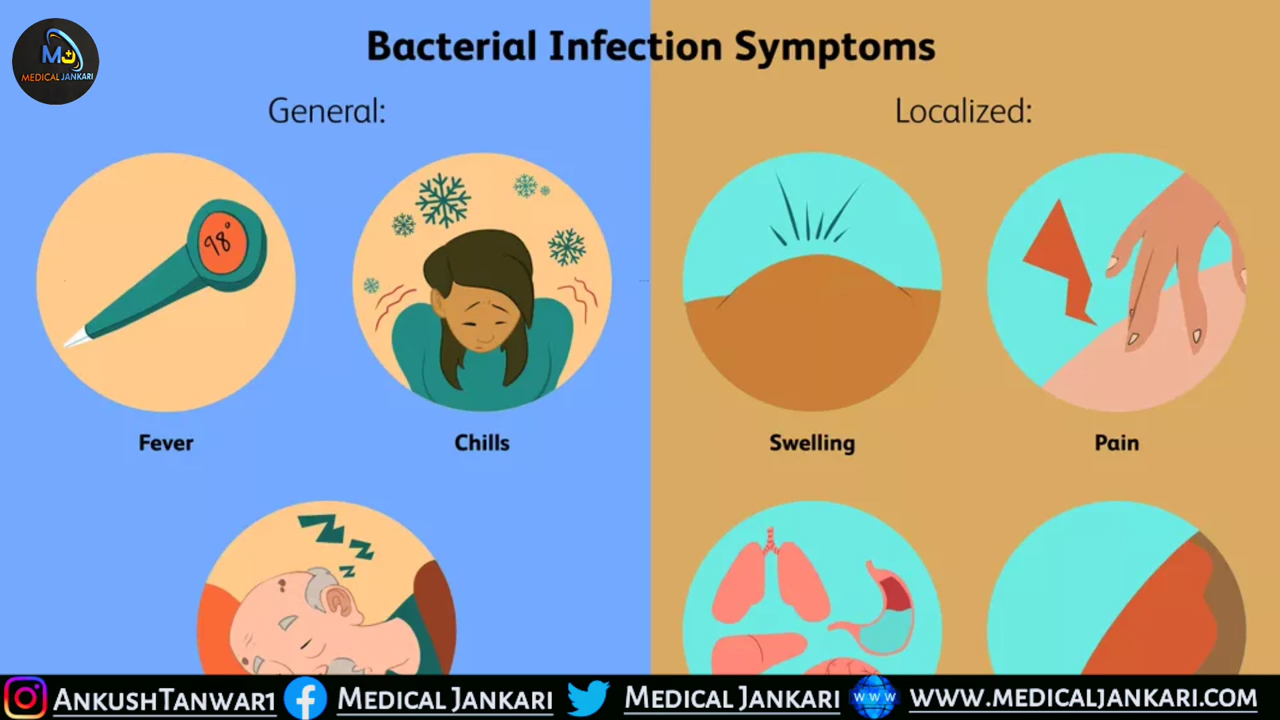 Bacterial Infection Symptoms
MJ
MEDICAL JANKARI
General:
Localized:
98°
Fever
Chills
Swelling
Pain
ANKUSHTANWAR1
MEDICAL JANKARI
MEDICAL JANKARI
WWW.MEDICALJANKARI.COM